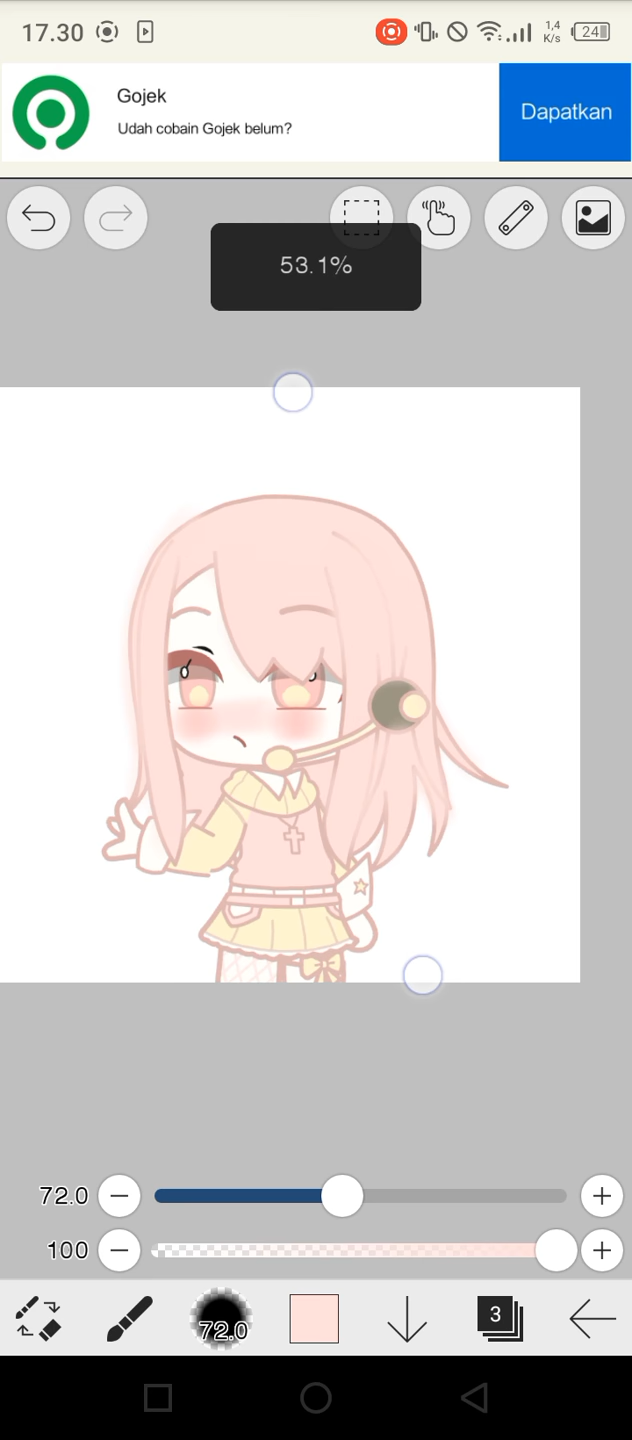 17.30
1,4
K/s
24
Gojek
Udah cobain Gojek belum?
Dapatkan
53.1%
72.0
100
72.0
3